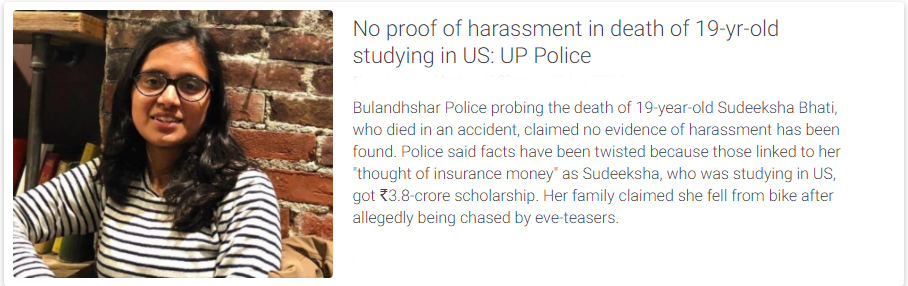 No proof of harassment in death of 19-yr-old
studying in US: UP Police
Bulandhshar Police probing the death of 19-year-old Sudeeksha Bhati,
who died in an accident, claimed no evidence of harassment has been
found. Police said facts have been twisted because those linked to her
"thought of insurance money" as Sudeeksha, who was studying in US,
got ₹3.8-crore scholarship. Her family claimed she fell from bike after
allegedly being chased by eve-teasers.